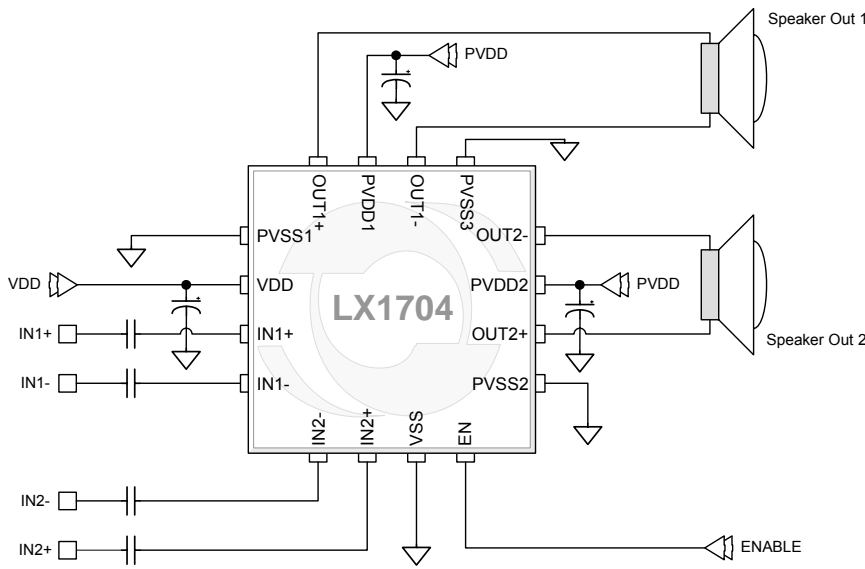 Speaker Out 1
PVDD
OUT1+
PVDD1
OUT1-
PVSS3
PVSS1
OUT2-
VDD
VDD
PVDD2
PVDD
LX1704
IN1+
IN1+
OUT2+
Speaker Out 2
IN1-
IN1-
PVSS2
IN2-
IN2+
VSS
EN
IN2-
IN2+
ENABLE